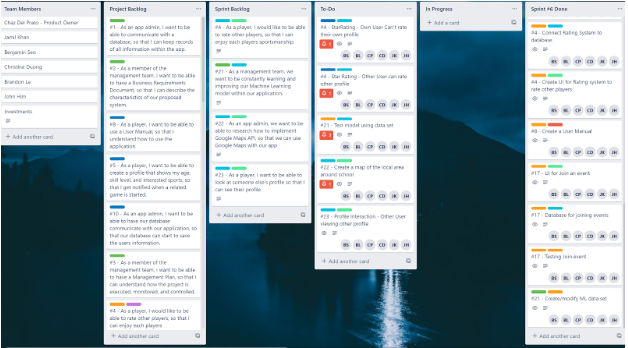 Team Members
Chaz Del Prato - Product Owner
Jamil Khan
Benjamin See
Christine Duong
Brandon Le
John Him
Investments
+ Add another card
Project Backlog
#1 - As an app admin, I want to be
able to communicate with a
database, so that I can keep records
of all information within the app.
#2 - As a member of the
management team, I want to be
able to have a Business Requirements
Document, so that I can describe the
characteristics of our proposed
system.
#8 - As a player, I want to be able to
use a User Manual, so that I
understand how to use the
application.
#5 - As a player, I want to be able to
create a profile that shows my age,
skill level, and interested sports, so
that I get notified when a related
game is started.
#10 - As an app admin, I want to
be able to have our database
communicate with our application, so
that our database can start to save
the users information.
#3 - As a member of the
management team, I want to be able
to have a Management Plan, so that I
can understand how the project is
executed, monitored, and controlled.
#4 - As a player, I would like to be
able to rate other players, so that I
can enjoy each players
+ Add another card
Sprint Backlog
#4 - As a player, I would like to be able
to rate other players, so that I can
enjoy each players sportsmanship.
#21 - As a management team, we
want to be constantly learning and
improving our Machine Learning
model within our application.
#22 - As an app admin, we want to be
able to research how to implement
Google Maps API, so that we can use
Google Maps with our app
#23 - As a player, I want to be able to
look at someone else's profile so that I
can see their profile
+ Add another card
To-Do
#4 - StarRating - Own User Can't rate
their own profile
1
BS BL CP CD JK JH
#4 - Star Rating - Other User can rate
other profile
1
BS BL CP CD JK JH
#21 - Test model using data set
3
BS BL CP CD JK JH
#22 - Create a map of the local area
around school
1
BS BL CP CD JK JH
#23 - Profile Interaction - Other User
viewing other profile
BS BL CP CD JK JH
+ Add another card
In Progress
+ Add a card
Sprint #6 Done
#4 - Connect Rating System to
database
BS BL CP CD JK JH
#4 - Create UI for Rating system to
rate other players
BS BL CP CD JK JH
#8 - Create a User Manual
BS BL CP CD JK JH
#17 - UI for Join an event
BS BL CP CD JK JH
#17 - Database for joining events
BS BL CP CD JK JH
#17 - Testing Join event
BS BL CP CD JK JH
#21 - Create/modify ML data set
BS BL CP CD JK JH
+ Add another card